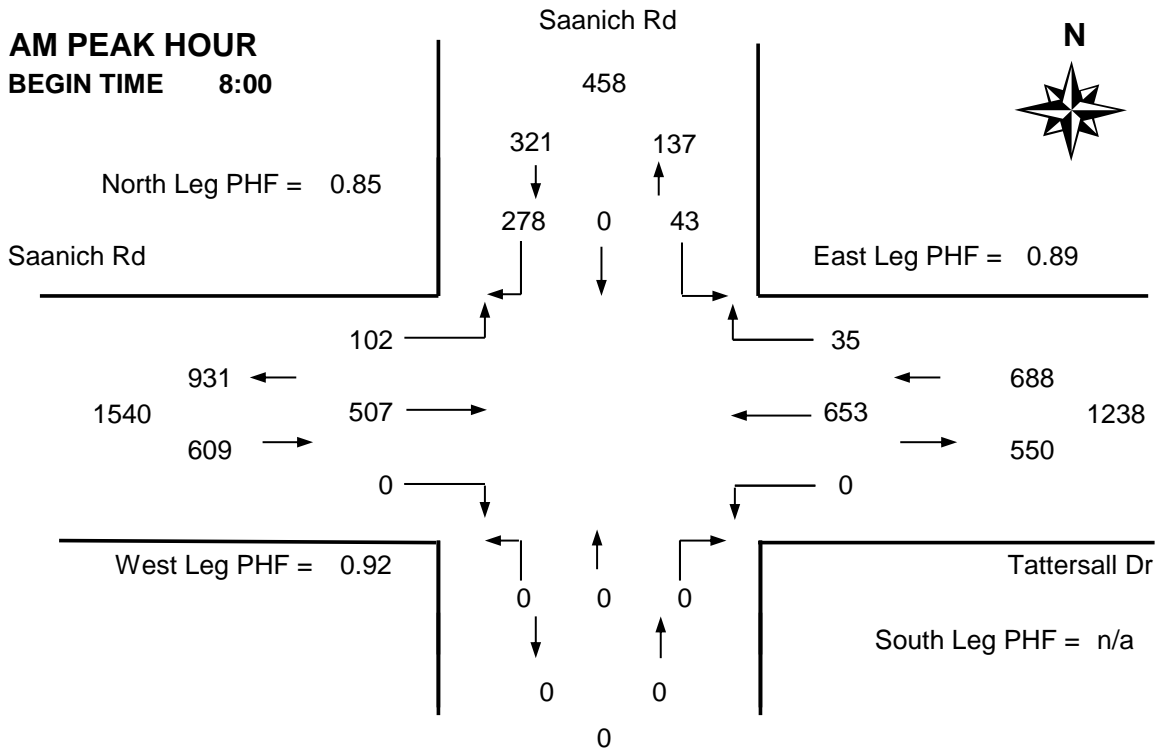 Saanich Rd
AM PEAK HOUR
N
BEGIN TIME 8:00
458
321 137
North Leg PHF = 0.85
278 0 43
Saanich Rd
East Leg PHF = 0.89
102 35
931 688
1540 507 653 1238
609 550
0 0
West Leg PHF = 0.92
Tattersall Dr
0 0 0
South Leg PHF = n/a
0 0
0